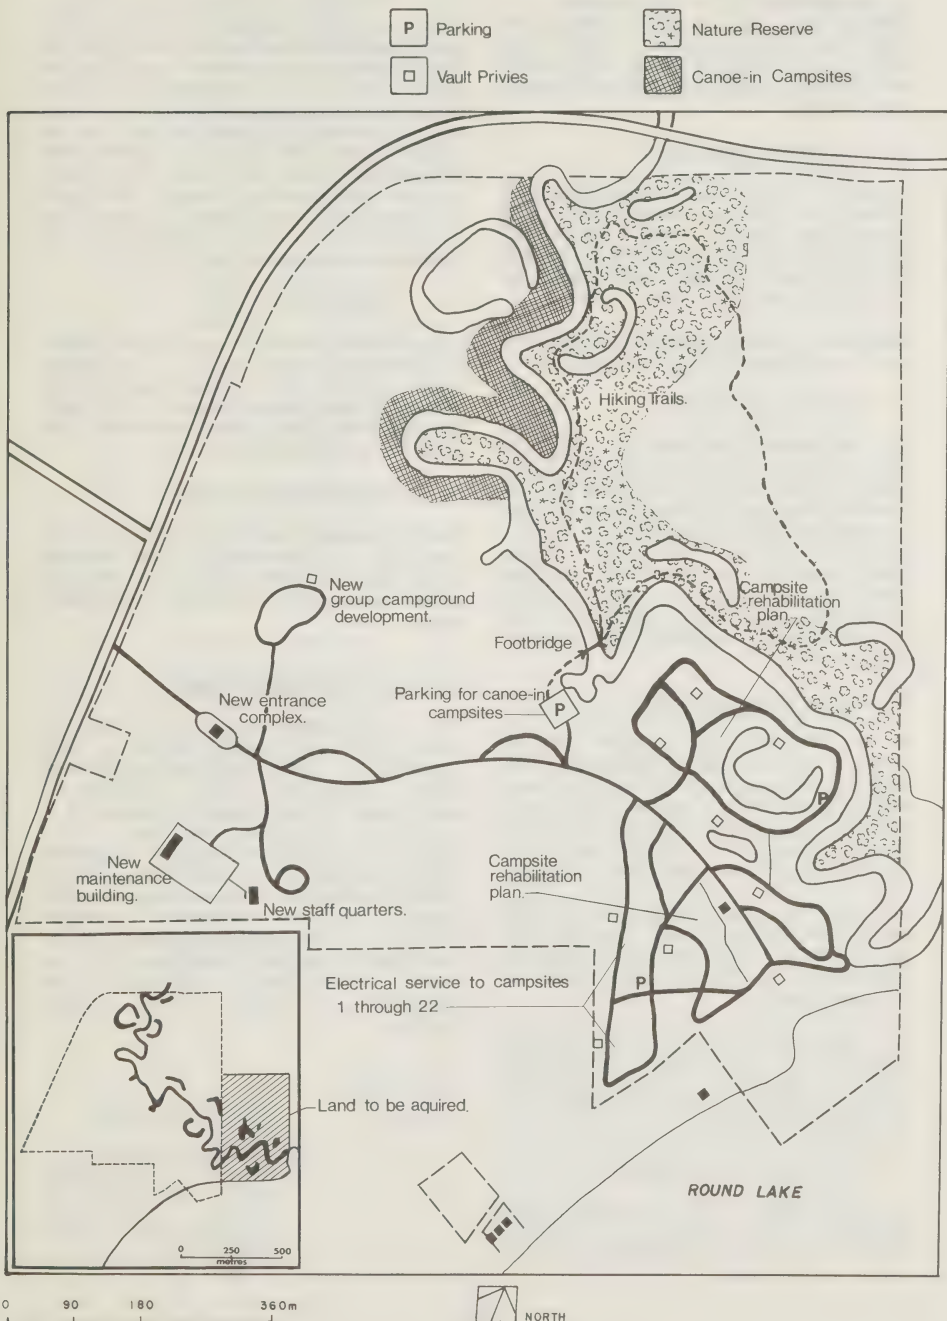 P Parking
Nature Reserve
Vault Privies
Canoe-in Campsites
Hiking Trails.
New
group campground
development.
Campsite
rehabilitation
plan.
Footbridge
Parking for canoe-in
campsites
P
New entrance
complex.
P
New
maintenance
building.
New staff quarters.
Campsite
rehabilitation
plan.
Electrical service to campsites
1 through 22
P
Land to be aquired.
ROUND LAKE
0 250 500
metres
0 90 180 360m
NORTH